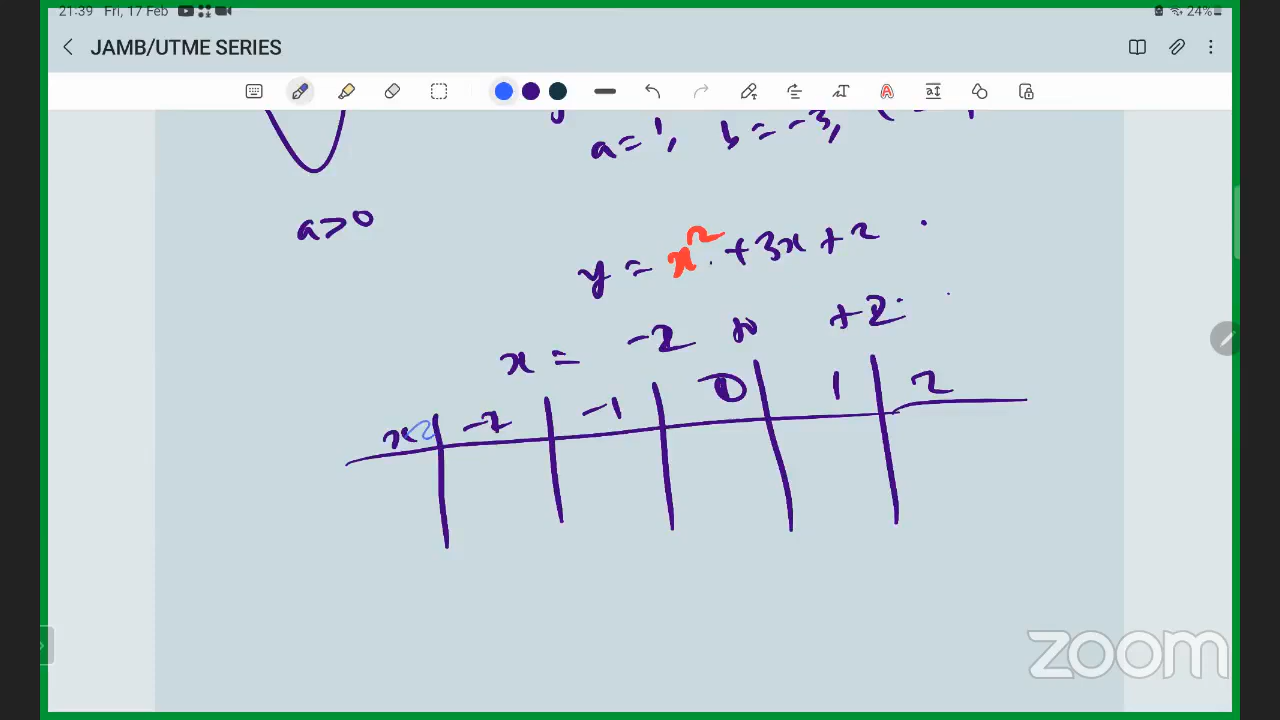 21:39 Fri, 17 Feb 24%
JAMB/UTME SERIES
a=1, b=-3,
a>0
y = x² +3x+2
x = -2 to +2
x -2 -1 0 1 2
zoom